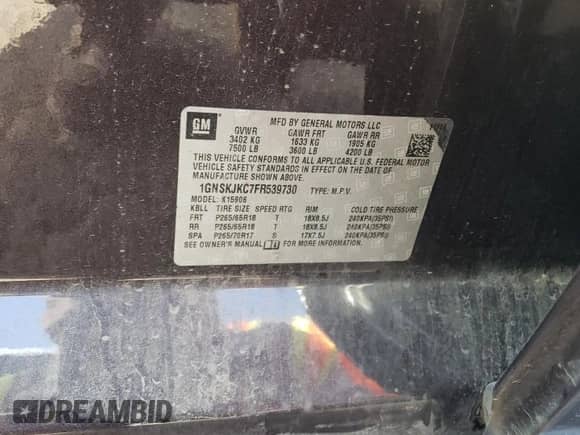 GM
MFD BY GENERAL MOTORS LLC
GVWR GAWR FRT GAWR RR
3402 KG 1633 KG 1905 KG
7500 LB 3600 LB 4200 LB
THIS VEHICLE CONFORMS TO ALL APPLICABLE U.S. FEDERAL MOTOR
VEHICLE SAFETY STANDARDS IN EFFECT ON THE DATE OF
MANUFACTURE SHOWN ABOVE.
1GNSKJKC7FR539730 TYPE: M.P.V.
MODEL: K15906
KBLL TIRE SIZE SPEED RTG RIM COLD TIRE PRESSURE
FRT P265/65R18 T 18X8.5J 240KPA(35PSI)
RR P265/65R18 T 18X8.5J 240KPA(35PSI)
SPA P265/70R17 S 17X7.5J 240KPA(35PSI)
SEE OWNER'S MANUAL FOR MORE INFORMATION.
DREAMBID